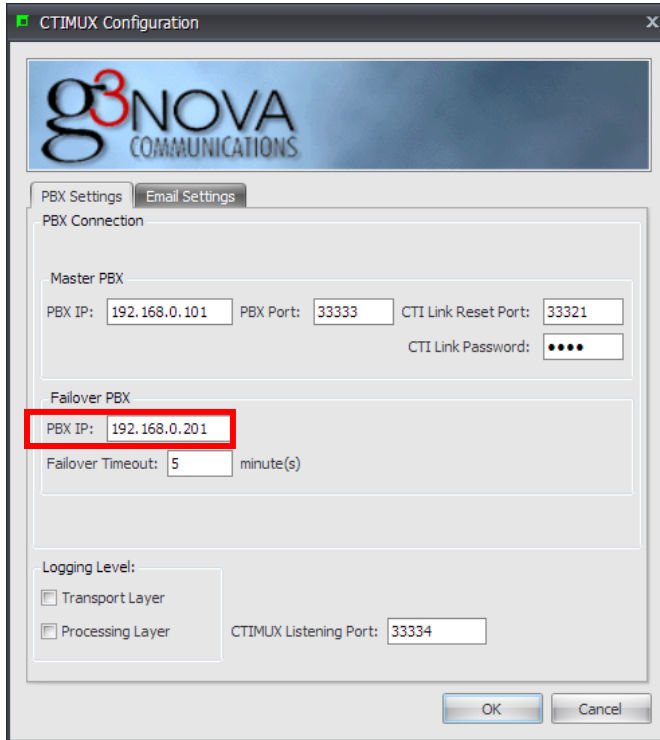 CTIMUX Configuration x
g3NOVA
COMMUNICATIONS
PBX Settings Email Settings
PBX Connection
Master PBX
PBX IP: 192.168.0.101 PBX Port: 33333 CTI Link Reset Port: 33321
CTI Link Password: ••••
Failover PBX
PBX IP: 192.168.0.201
Failover Timeout: 5 minute(s)
Logging Level:
Transport Layer
Processing Layer CTIMUX Listening Port: 33334
OK Cancel